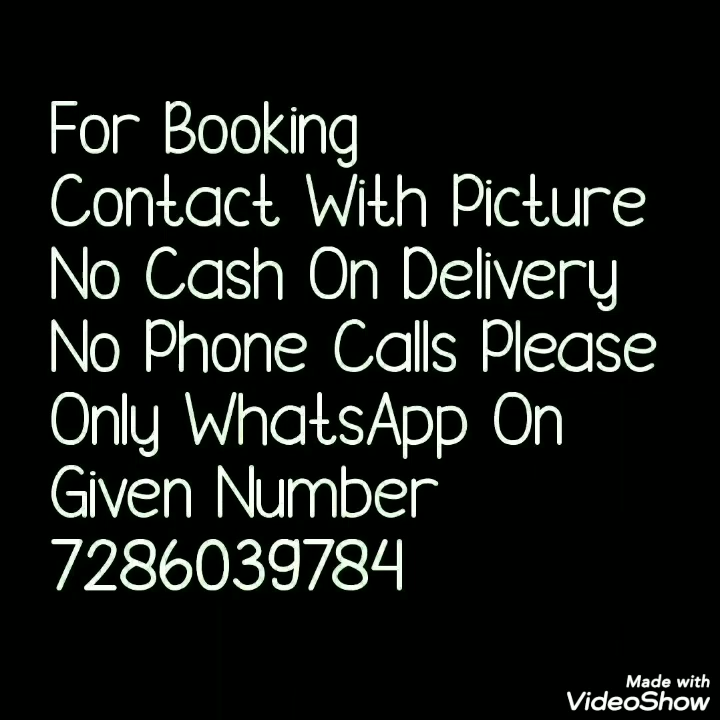 For Booking
Contact With Picture
No Cash On Delivery
No Phone Calls Please
Only WhatsApp On
Given Number
7286039784
Made with
VideoShow